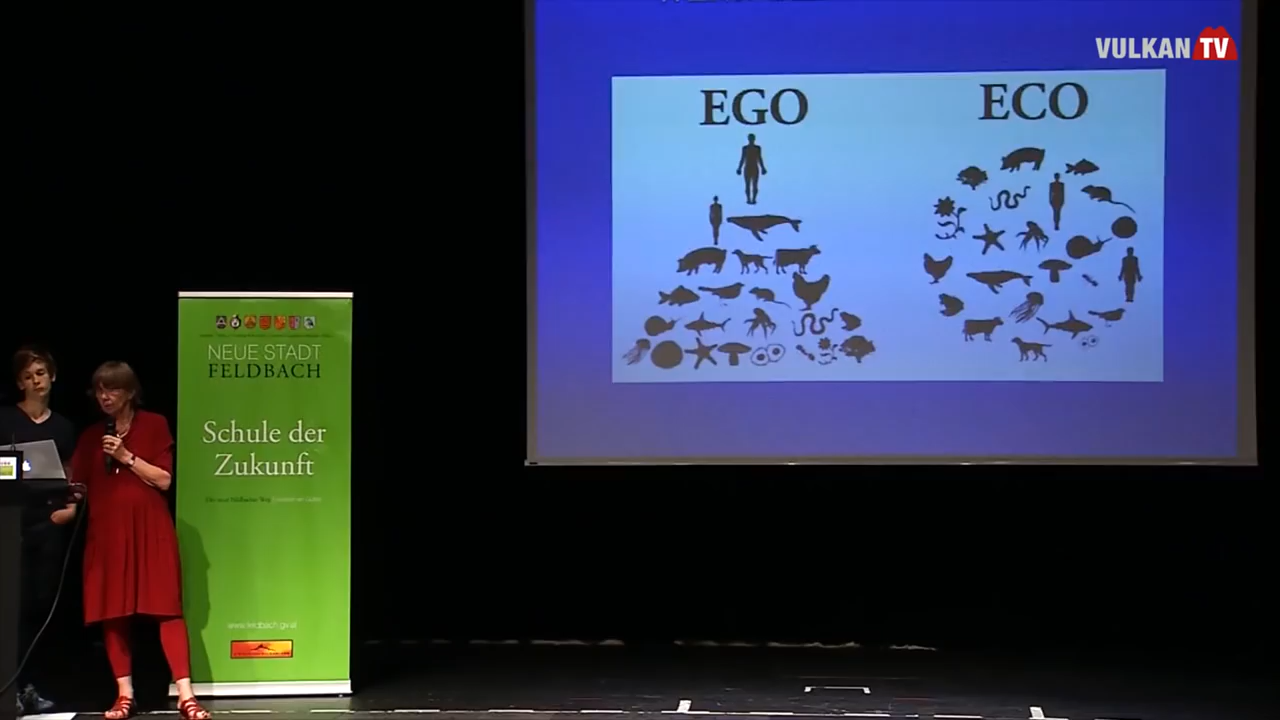 VULKAN TV
EGO
ECO
NEUE STADT
FELDBACH
Schule der
Zukunft
www.feldbach.gv.at